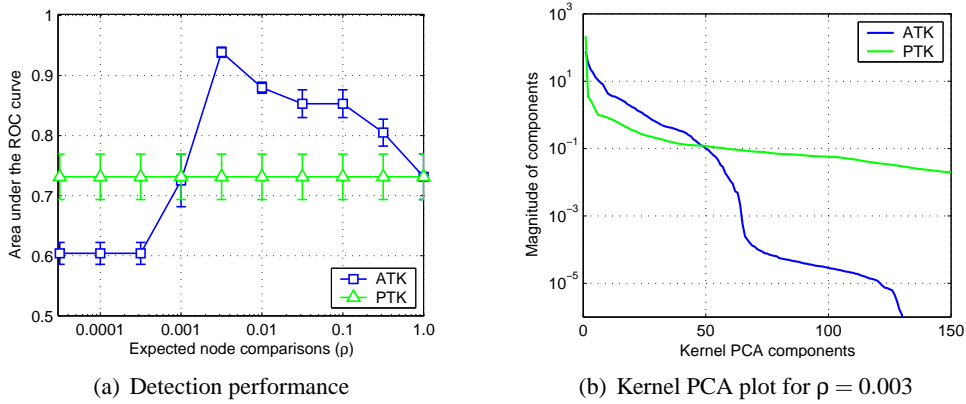 1
0.9
0.8
0.7
0.6
0.5
Area under the ROC curve
0.0001 0.001 0.01 0.1 1.0
Expected node comparisons (ρ)
ATK
PTK
(a) Detection performance
10^3
10^1
10^−1
10^−3
10^−5
Magnitude of components
0 50 100 150
Kernel PCA components
ATK
PTK
(b) Kernel PCA plot for ρ = 0.003